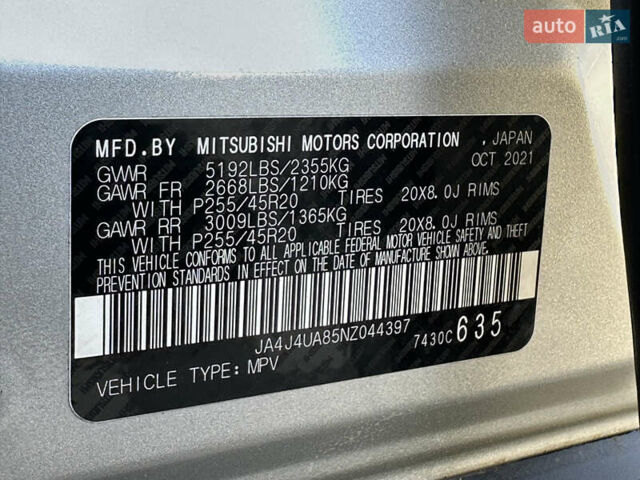 auto RIA.com
MFD.BY MITSUBISHI MOTORS CORPORATION , JAPAN
GVWR 5192LBS/2355KG OCT 2021
GAWR FR 2668LBS/1210KG
WITH P255/45R20 TIRES 20X8.0J RIMS
GAWR RR 3009LBS/1365KG
WITH P255/45R20 TIRES 20X8.0J RIMS
THIS VEHICLE CONFORMS TO ALL APPLICABLE FEDERAL MOTOR VEHICLE SAFETY AND THEFT
PREVENTION STANDARDS IN EFFECT ON THE DATE OF MANUFACTURE SHOWN ABOVE.
JA4J4UA85NZ044397 7430C 635
VEHICLE TYPE: MPV